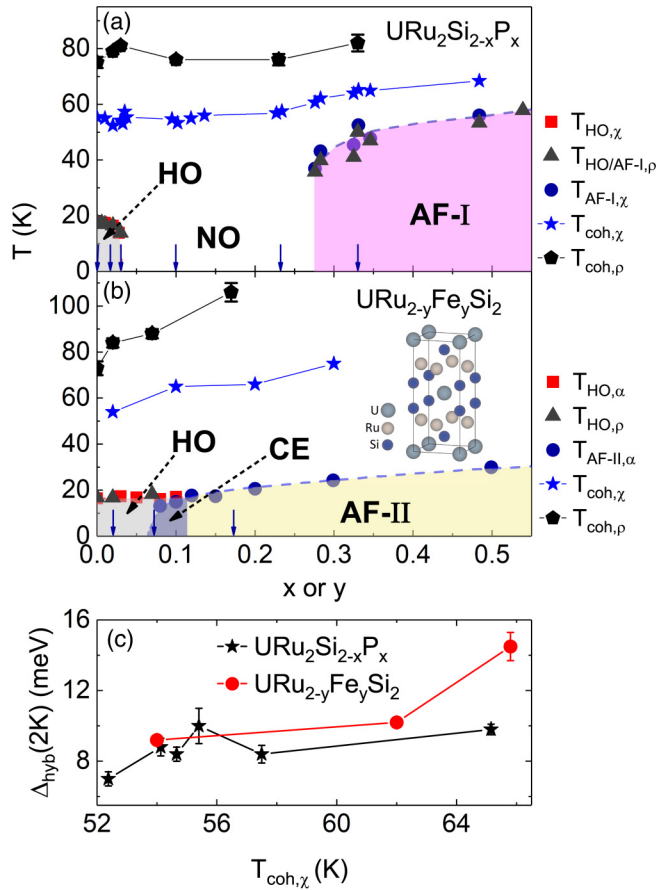 (a)
URu2Si2-xPx
80
60
40
20
0
T (K)
HO
NO
AF-I
THO,χ
THO/AF-I,ρ
TAF-I,χ
Tcoh,χ
Tcoh,ρ
(b)
URu2-yFeySi2
100
80
60
40
20
0
HO
CE
AF-II
U
Ru
Si
THO,α
THO,ρ
TAF-II,α
Tcoh,χ
Tcoh,ρ
0.0 0.1 0.2 0.3 0.4 0.5
x or y
(c)
URu2Si2-xPx
URu2-yFeySi2
16
14
12
10
8
6
Δhyb(2K) (meV)
52 56 60 64
Tcoh,χ (K)